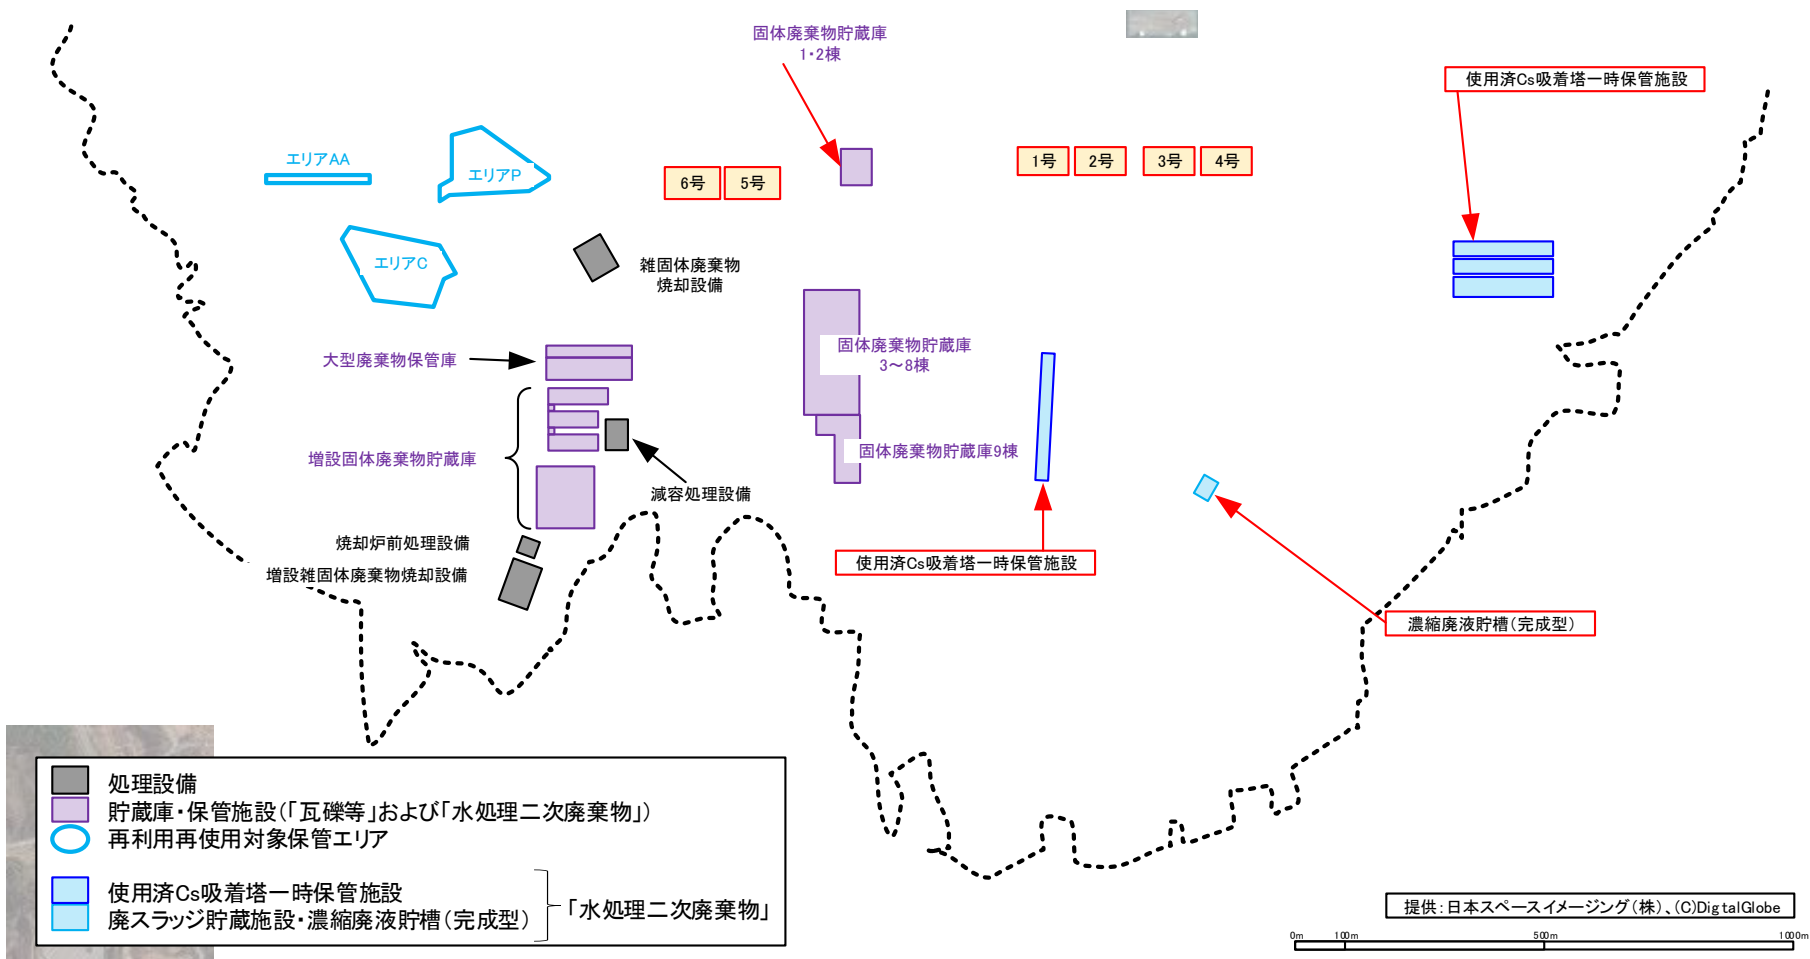 固体廃棄物貯蔵庫
1・2棟
使用済Cs吸着塔一時保管施設
エリアAA
エリアP
6号
5号
1号
2号
3号
4号
エリアC
雑固体廃棄物
焼却設備
大型廃棄物保管庫
固体廃棄物貯蔵庫
3～8棟
増設固体廃棄物貯蔵庫
固体廃棄物貯蔵庫9棟
減容処理設備
焼却炉前処理設備
増設雑固体廃棄物焼却設備
使用済Cs吸着塔一時保管施設
濃縮廃液貯槽（完成型）
処理設備
貯蔵庫・保管施設（「瓦礫等」および「水処理二次廃棄物」）
再利用再使用対象保管エリア
使用済Cs吸着塔一時保管施設
廃スラッジ貯蔵施設・濃縮廃液貯槽（完成型）
「水処理二次廃棄物」
提供：日本スペースイメージング（株）、(C)DigtalGlobe
0m 100m 500m 1000m